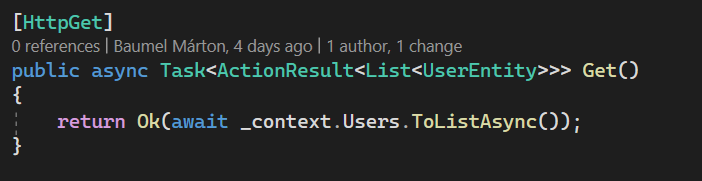 [HttpGet]
0 references | Baumel Márton, 4 days ago | 1 author, 1 change
public async Task<ActionResult<List<UserEntity>>> Get()
{
    return Ok(await _context.Users.ToListAsync());
}